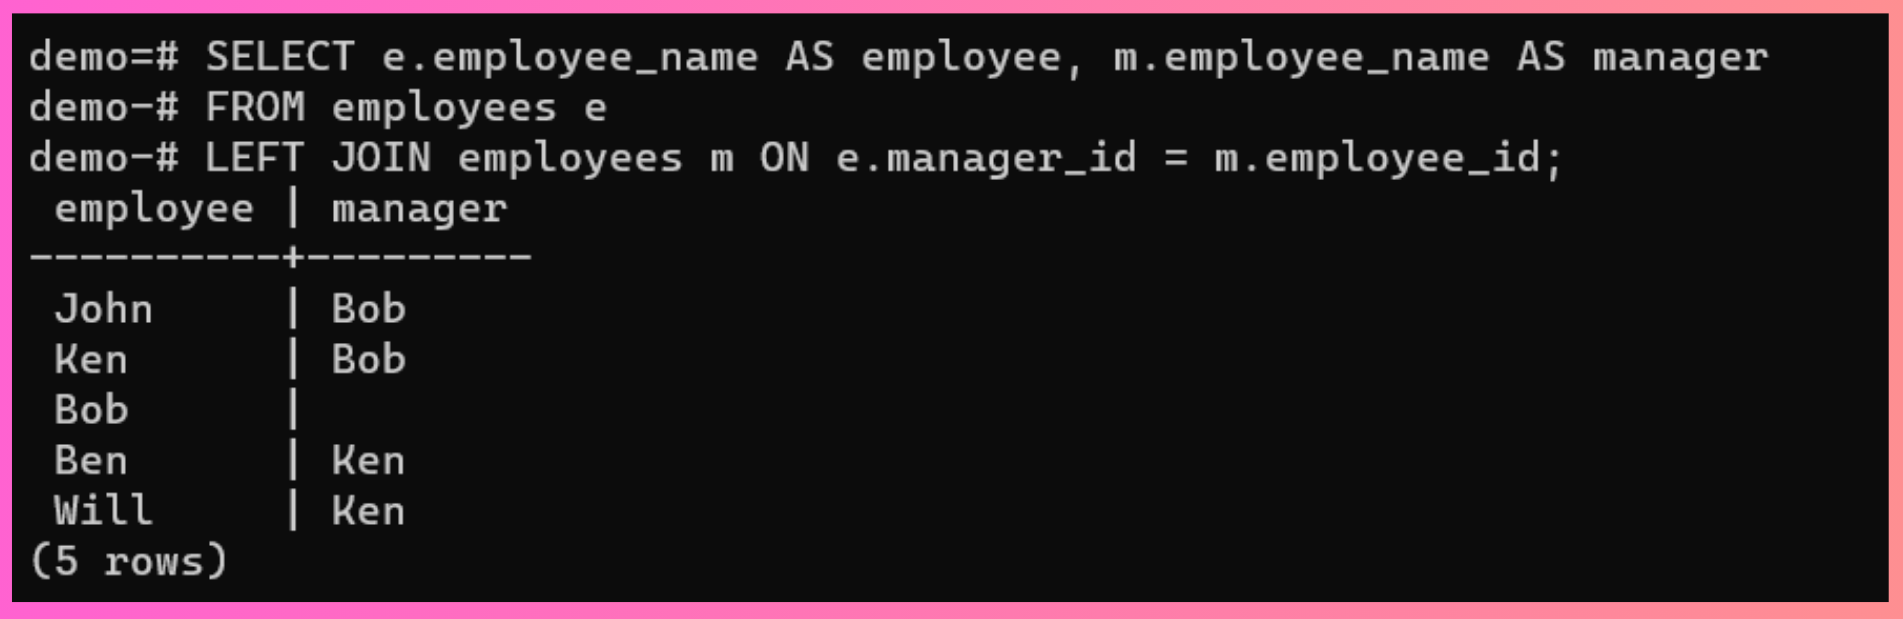 demo=# SELECT e.employee_name AS employee, m.employee_name AS manager
demo-# FROM employees e
demo-# LEFT JOIN employees m ON e.manager_id = m.employee_id;
 employee | manager
----------+---------
 John     | Bob
 Ken      | Bob
 Bob      |
 Ben      | Ken
 Will     | Ken
(5 rows)